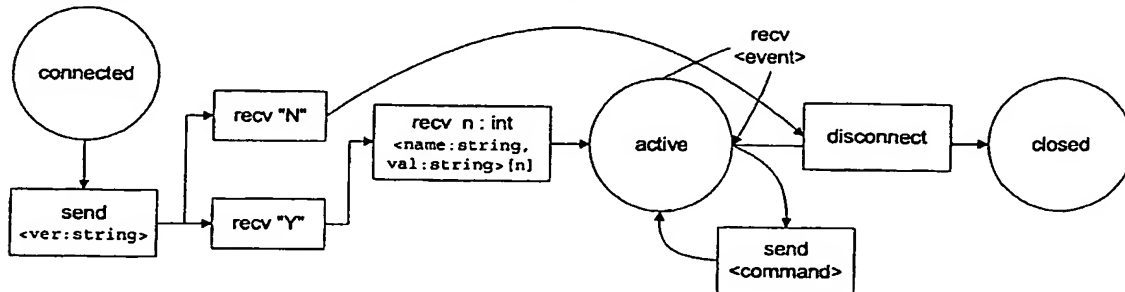 connected
send
<ver:string>
recv "N"
recv "Y"
recv n : int
<name:string,
val:string>[n]
active
recv
<event>
send
<command>
disconnect
closed